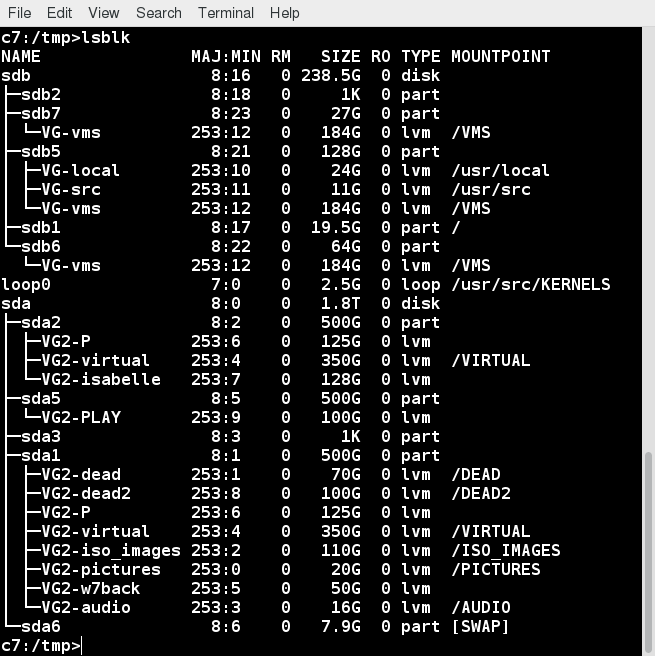 File Edit View Search Terminal Help
c7:/tmp>lsblk
NAME               MAJ:MIN RM   SIZE RO TYPE MOUNTPOINT
sdb                  8:16   0 238.5G  0 disk
├─sdb2               8:18   0     1K  0 part
├─sdb7               8:23   0    27G  0 part
│ └─VG-vms         253:12   0   184G  0 lvm  /VMS
├─sdb5               8:21   0   128G  0 part
│ ├─VG-local       253:10   0    24G  0 lvm  /usr/local
│ ├─VG-src         253:11   0    11G  0 lvm  /usr/src
│ └─VG-vms         253:12   0   184G  0 lvm  /VMS
├─sdb1               8:17   0  19.5G  0 part /
└─sdb6               8:22   0    64G  0 part
  └─VG-vms         253:12   0   184G  0 lvm  /VMS
loop0                7:0    0   2.5G  0 loop /usr/src/KERNELS
sda                  8:0    0   1.8T  0 disk
├─sda2               8:2    0   500G  0 part
│ ├─VG2-P          253:6    0   125G  0 lvm
│ ├─VG2-virtual    253:4    0   350G  0 lvm  /VIRTUAL
│ └─VG2-isabelle   253:7    0   128G  0 lvm
├─sda5               8:5    0   500G  0 part
│ └─VG2-PLAY       253:9    0   100G  0 lvm
├─sda3               8:3    0     1K  0 part
├─sda1               8:1    0   500G  0 part
│ ├─VG2-dead       253:1    0    70G  0 lvm  /DEAD
│ ├─VG2-dead2      253:8    0   100G  0 lvm  /DEAD2
│ ├─VG2-P          253:6    0   125G  0 lvm
│ ├─VG2-virtual    253:4    0   350G  0 lvm  /VIRTUAL
│ ├─VG2-iso_images 253:2    0   110G  0 lvm  /ISO_IMAGES
│ ├─VG2-pictures   253:0    0    20G  0 lvm  /PICTURES
│ ├─VG2-w7back     253:5    0    50G  0 lvm
│ └─VG2-audio      253:3    0    16G  0 lvm  /AUDIO
└─sda6               8:6    0   7.9G  0 part [SWAP]
c7:/tmp>